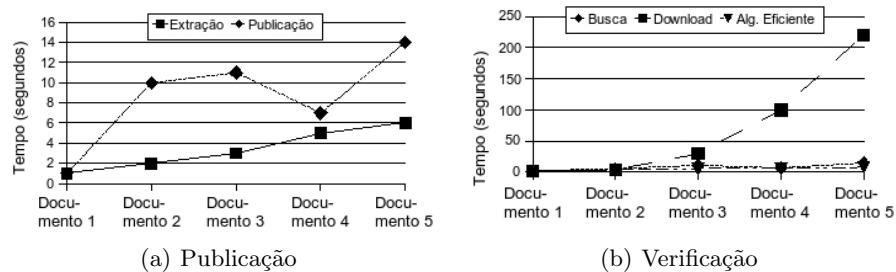 Extração Publicação
Tempo (segundos)
16
14
12
10
8
6
4
2
0
Docu-
mento 1
Docu-
mento 2
Docu-
mento 3
Docu-
mento 4
Docu-
mento 5
(a) Publicação
Busca Download Alg. Eficiente
Tempo (segundos)
250
200
150
100
50
0
Docu-
mento 1
Docu-
mento 2
Docu-
mento 3
Docu-
mento 4
Docu-
mento 5
(b) Verificação